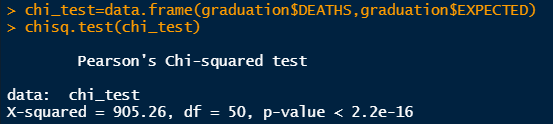 > chi_test=data.frame(graduation$DEATHS,graduation$EXPECTED)
> chisq.test(chi_test)
Pearson's Chi-squared test
data:  chi_test
X-squared = 905.26, df = 50, p-value < 2.2e-16